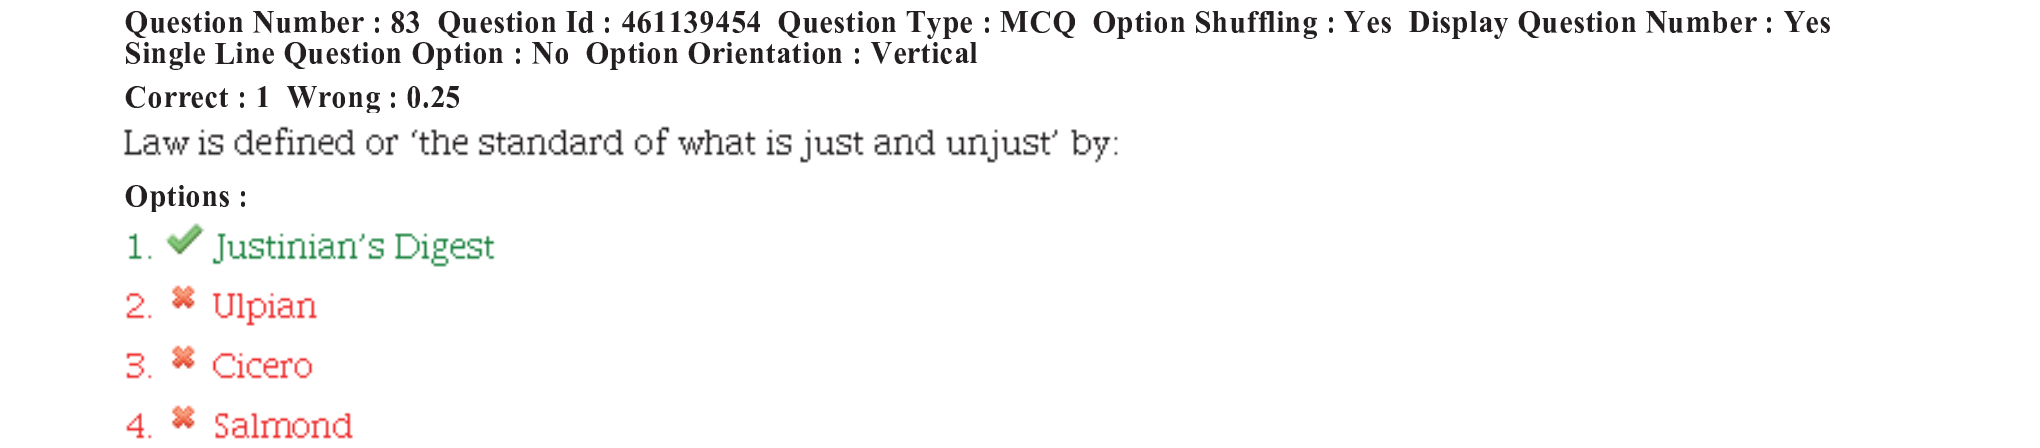 Question Number : 83 Question Id : 461139454 Question Type : MCQ Option Shuffling : Yes Display Question Number : Yes
Single Line Question Option : No Option Orientation : Vertical
Correct : 1 Wrong : 0.25
Law is defined or ‘the standard of what is just and unjust’ by:
Options :
1. ✔ Justinian’s Digest
2. ✖ Ulpian
3. ✖ Cicero
4. ✖ Salmond